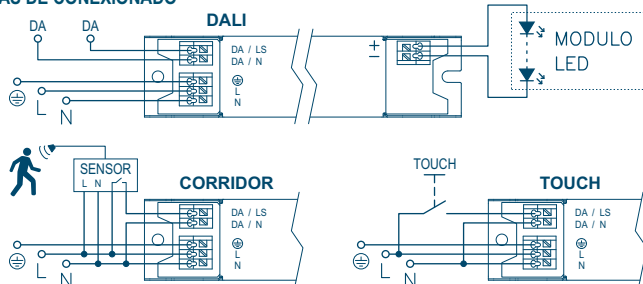 AS DE CONEXIONADO
DALI
DA DA
DA / LS
DA / N
L
N
L
N
+
−
MODULO
LED
SENSOR
L N
CORRIDOR
DA / LS
DA / N
L
N
L
N
TOUCH
TOUCH
DA / LS
DA / N
L
N
L
N